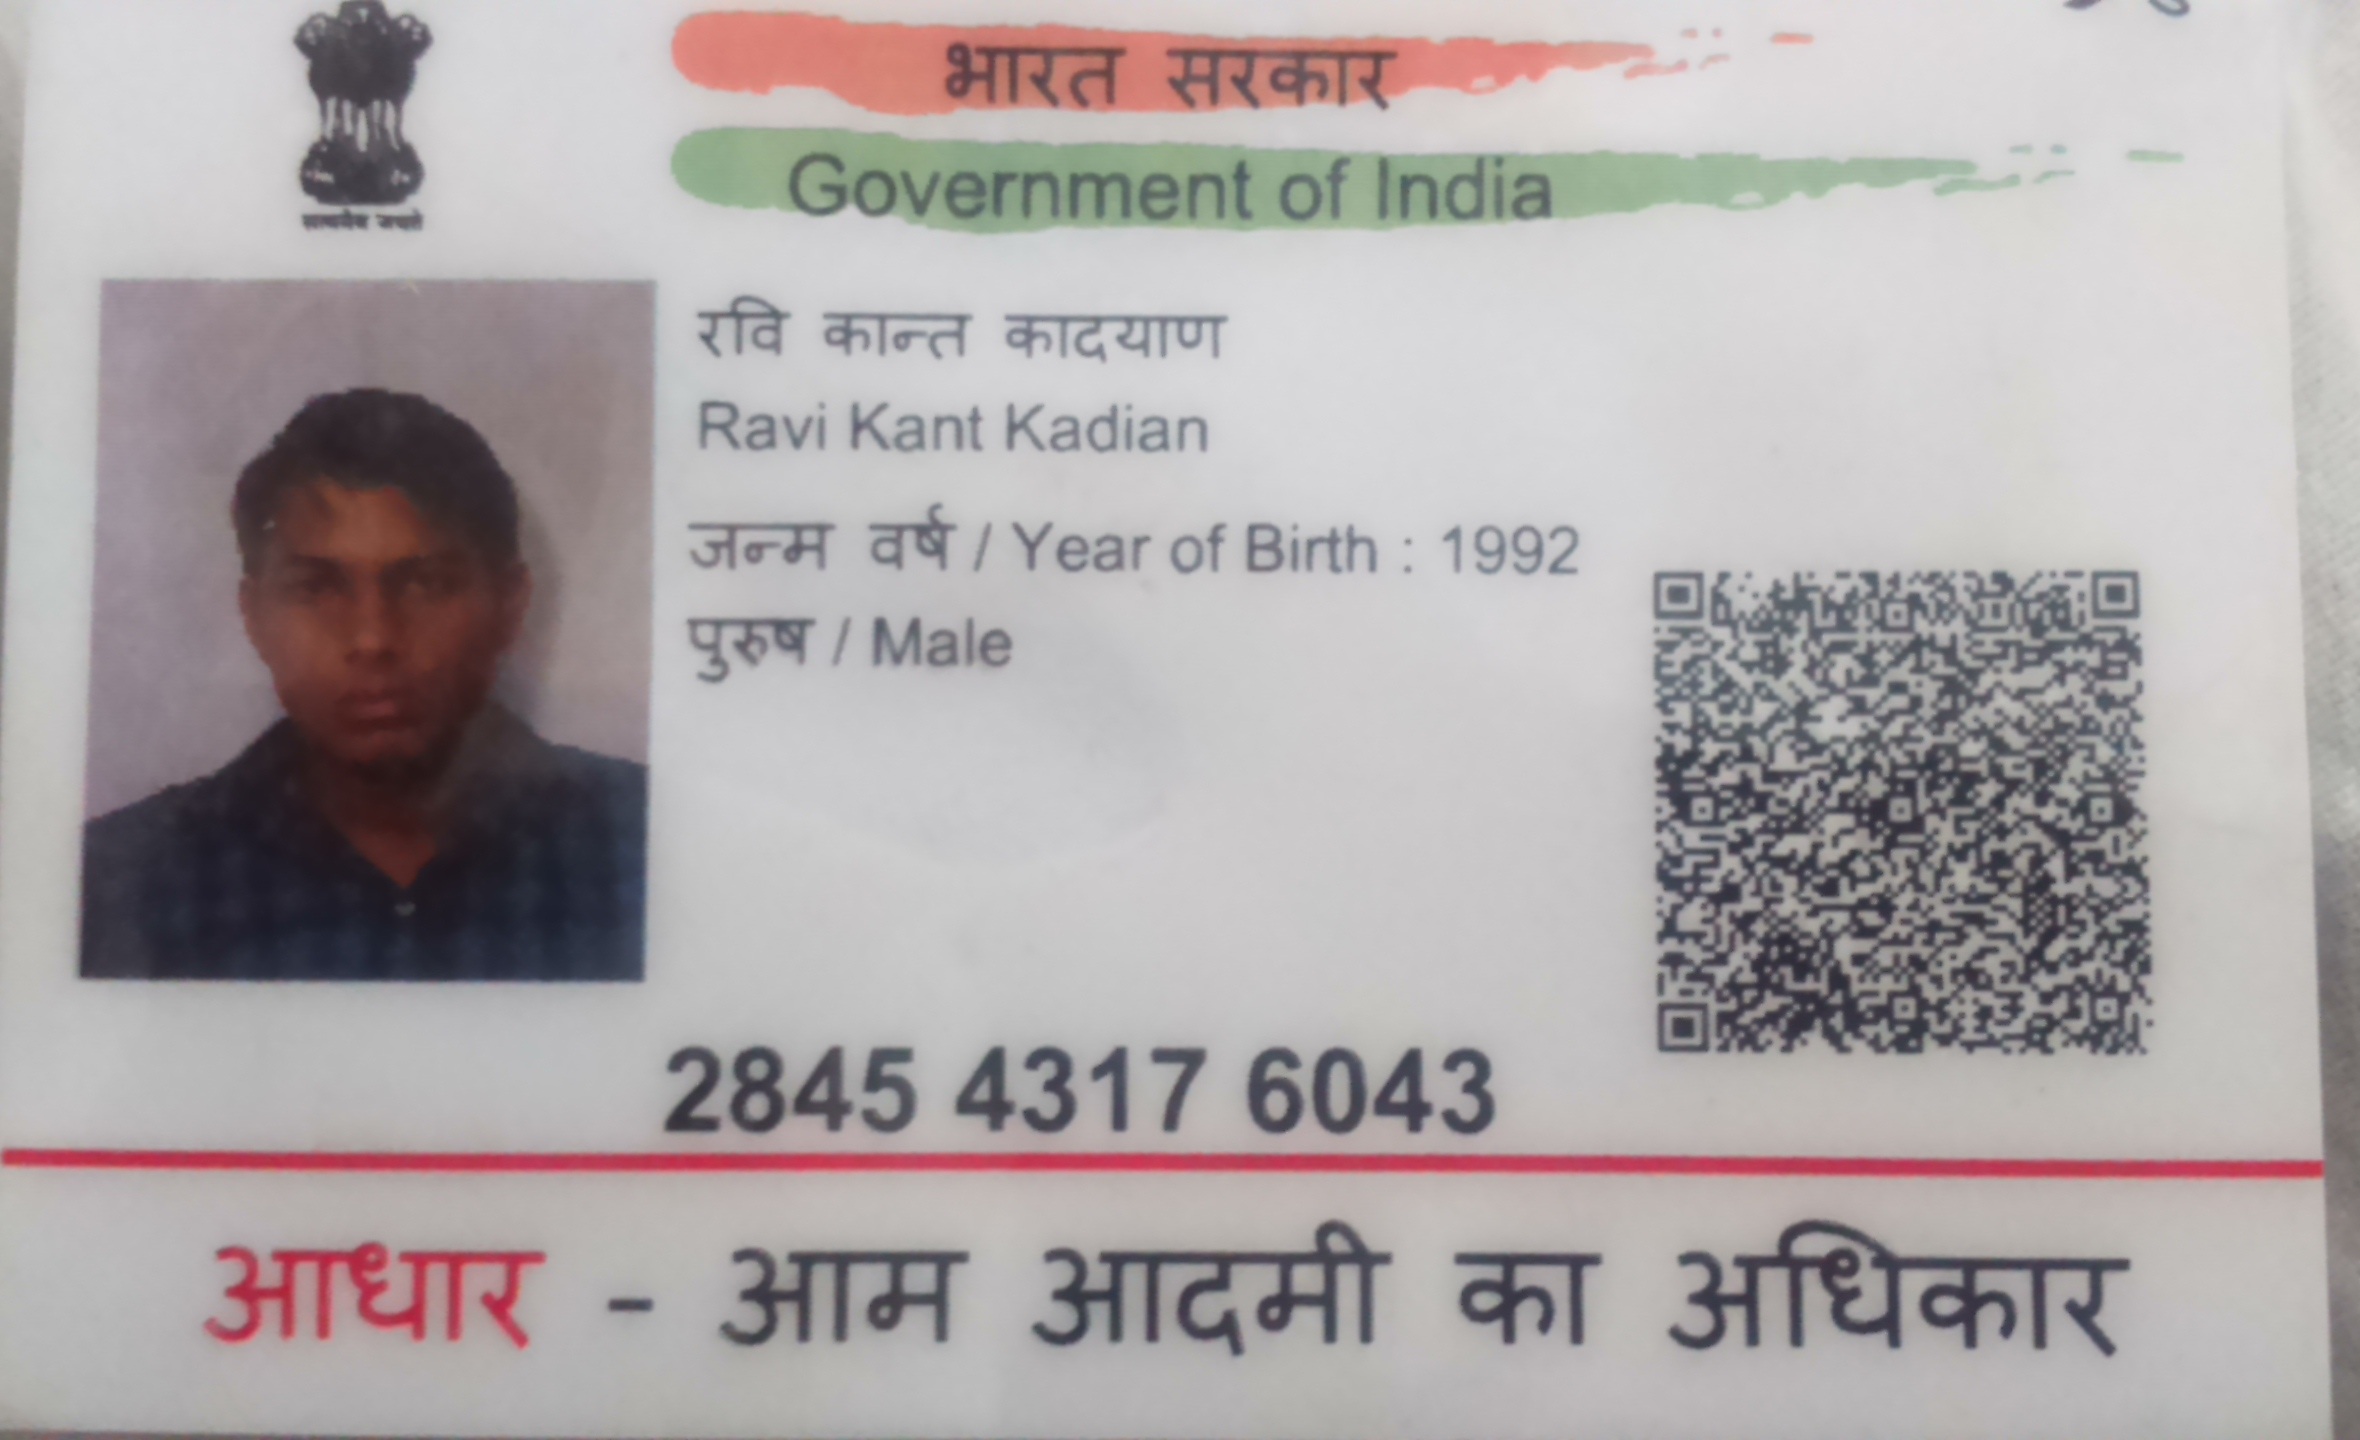 भारत सरकार
Government of India
सत्यमेव जयते
रवि कान्त कादयाण
Ravi Kant Kadian
जन्म वर्ष / Year of Birth : 1992
पुरुष / Male
2845 4317 6043
आधार - आम आदमी का अधिकार